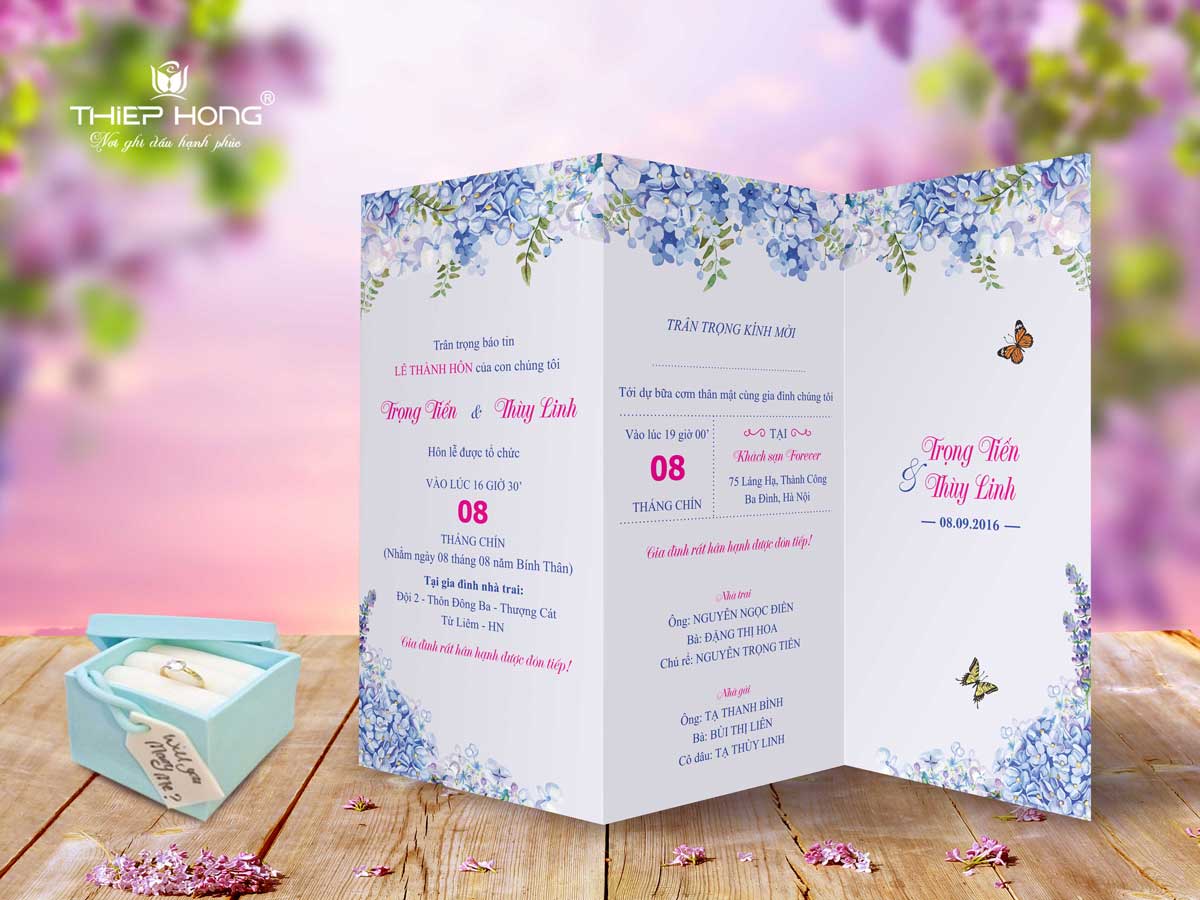 THIEP HONG®
Nơi ghi dấu hạnh phúc
Trân trọng báo tin
LỄ THÀNH HÔN của con chúng tôi
Trọng Tiến & Thùy Linh
Hôn lễ được tổ chức
VÀO LÚC 16 GIỜ 30’
08
THÁNG CHÍN
(Nhằm ngày 08 tháng 08 năm Bính Thân)
Tại gia đình nhà trai:
Đội 2 - Thôn Đông Ba - Thượng Cát
Từ Liêm - HN
Gia đình rất hân hạnh được đón tiếp!
TRÂN TRỌNG KÍNH MỜI
Tới dự bữa cơm thân mật cùng gia đình chúng tôi
Vào lúc 19 giờ 00’
08
THÁNG CHÍN
TẠI
Khách sạn Forever
75 Láng Hạ, Thành Công
Ba Đình, Hà Nội
Gia đình rất hân hạnh được đón tiếp!
Nhà trai
Ông: NGUYỄN NGỌC ĐIỀN
Bà: ĐẶNG THỊ HOA
Chú rể: NGUYỄN TRỌNG TIẾN
Nhà gái
Ông: TẠ THANH BÌNH
Bà: BÙI THỊ LIÊN
Cô dâu: TẠ THÙY LINH
Trọng Tiến
& Thùy Linh
08.09.2016
Will you
Marry Me?